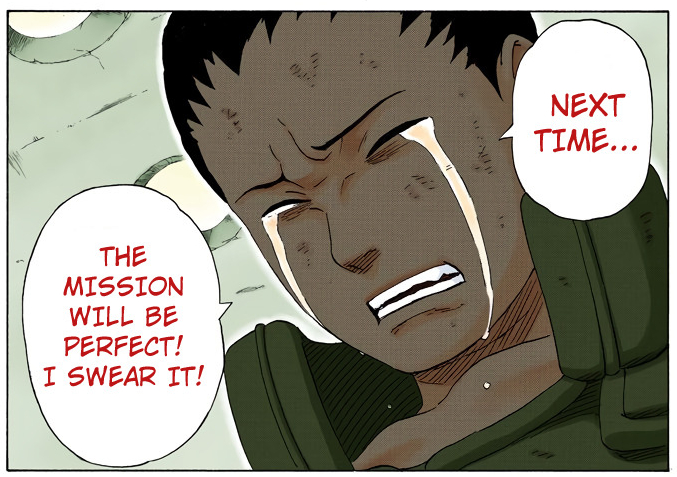 NEXT
TIME...
THE
MISSION
WILL BE
PERFECT!
I SWEAR IT!